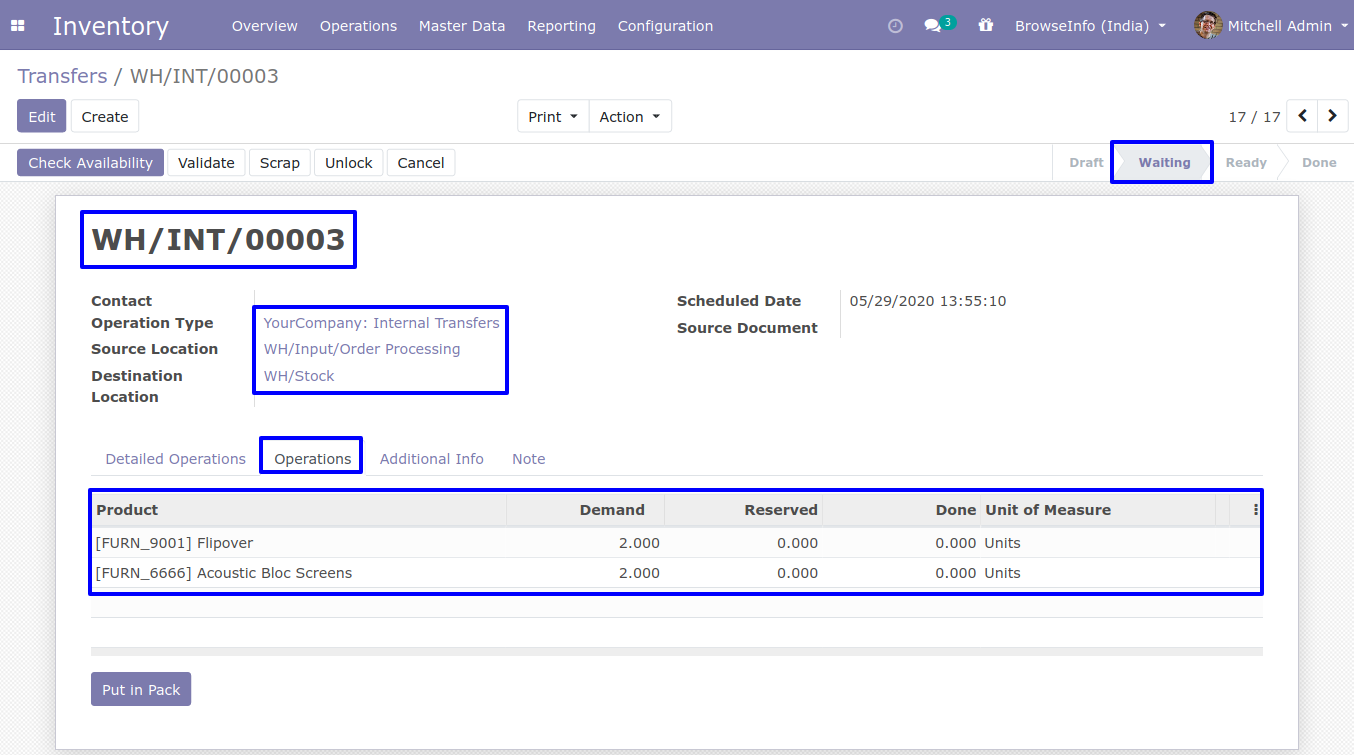 Inventory Overview Operations Master Data Reporting Configuration 3 BrowseInfo (India) Mitchell Admin
Transfers / WH/INT/00003
Edit Create Print Action 17 / 17
Check Availability Validate Scrap Unlock Cancel Draft Waiting Ready Done
WH/INT/00003
Contact Scheduled Date 05/29/2020 13:55:10
Operation Type YourCompany: Internal Transfers Source Document
Source Location WH/Input/Order Processing
Destination Location WH/Stock
Detailed Operations Operations Additional Info Note
Product Demand Reserved Done Unit of Measure
[FURN_9001] Flipover 2.000 0.000 0.000 Units
[FURN_6666] Acoustic Bloc Screens 2.000 0.000 0.000 Units
Put in Pack